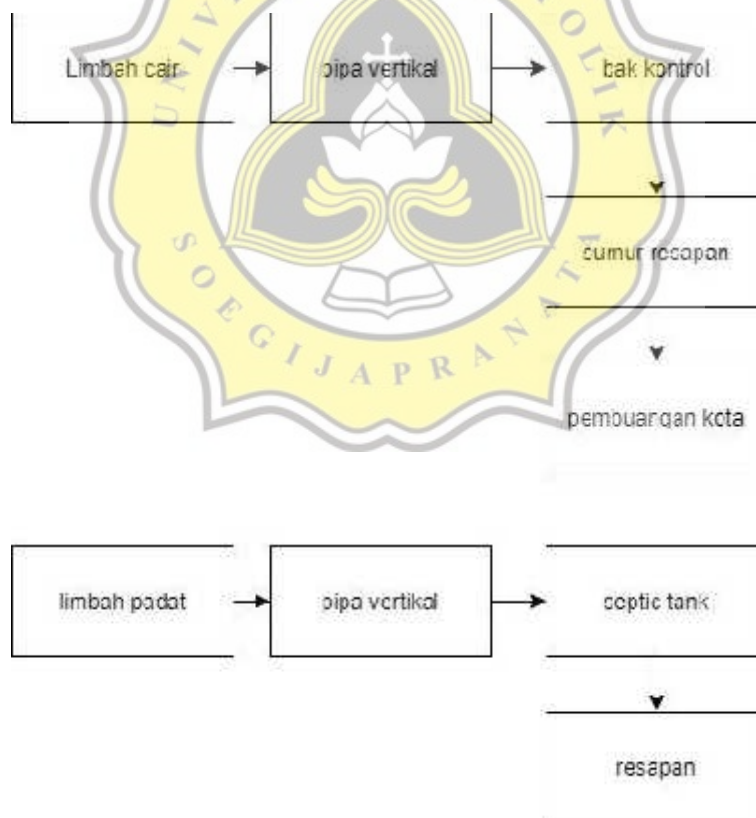 Limbah cair
pipa vertikal
bak kontrol
sumur resapan
pembuangan kota
SOEGIJAPRANATA
limbah padat
pipa vertikal
septic tank
resapan